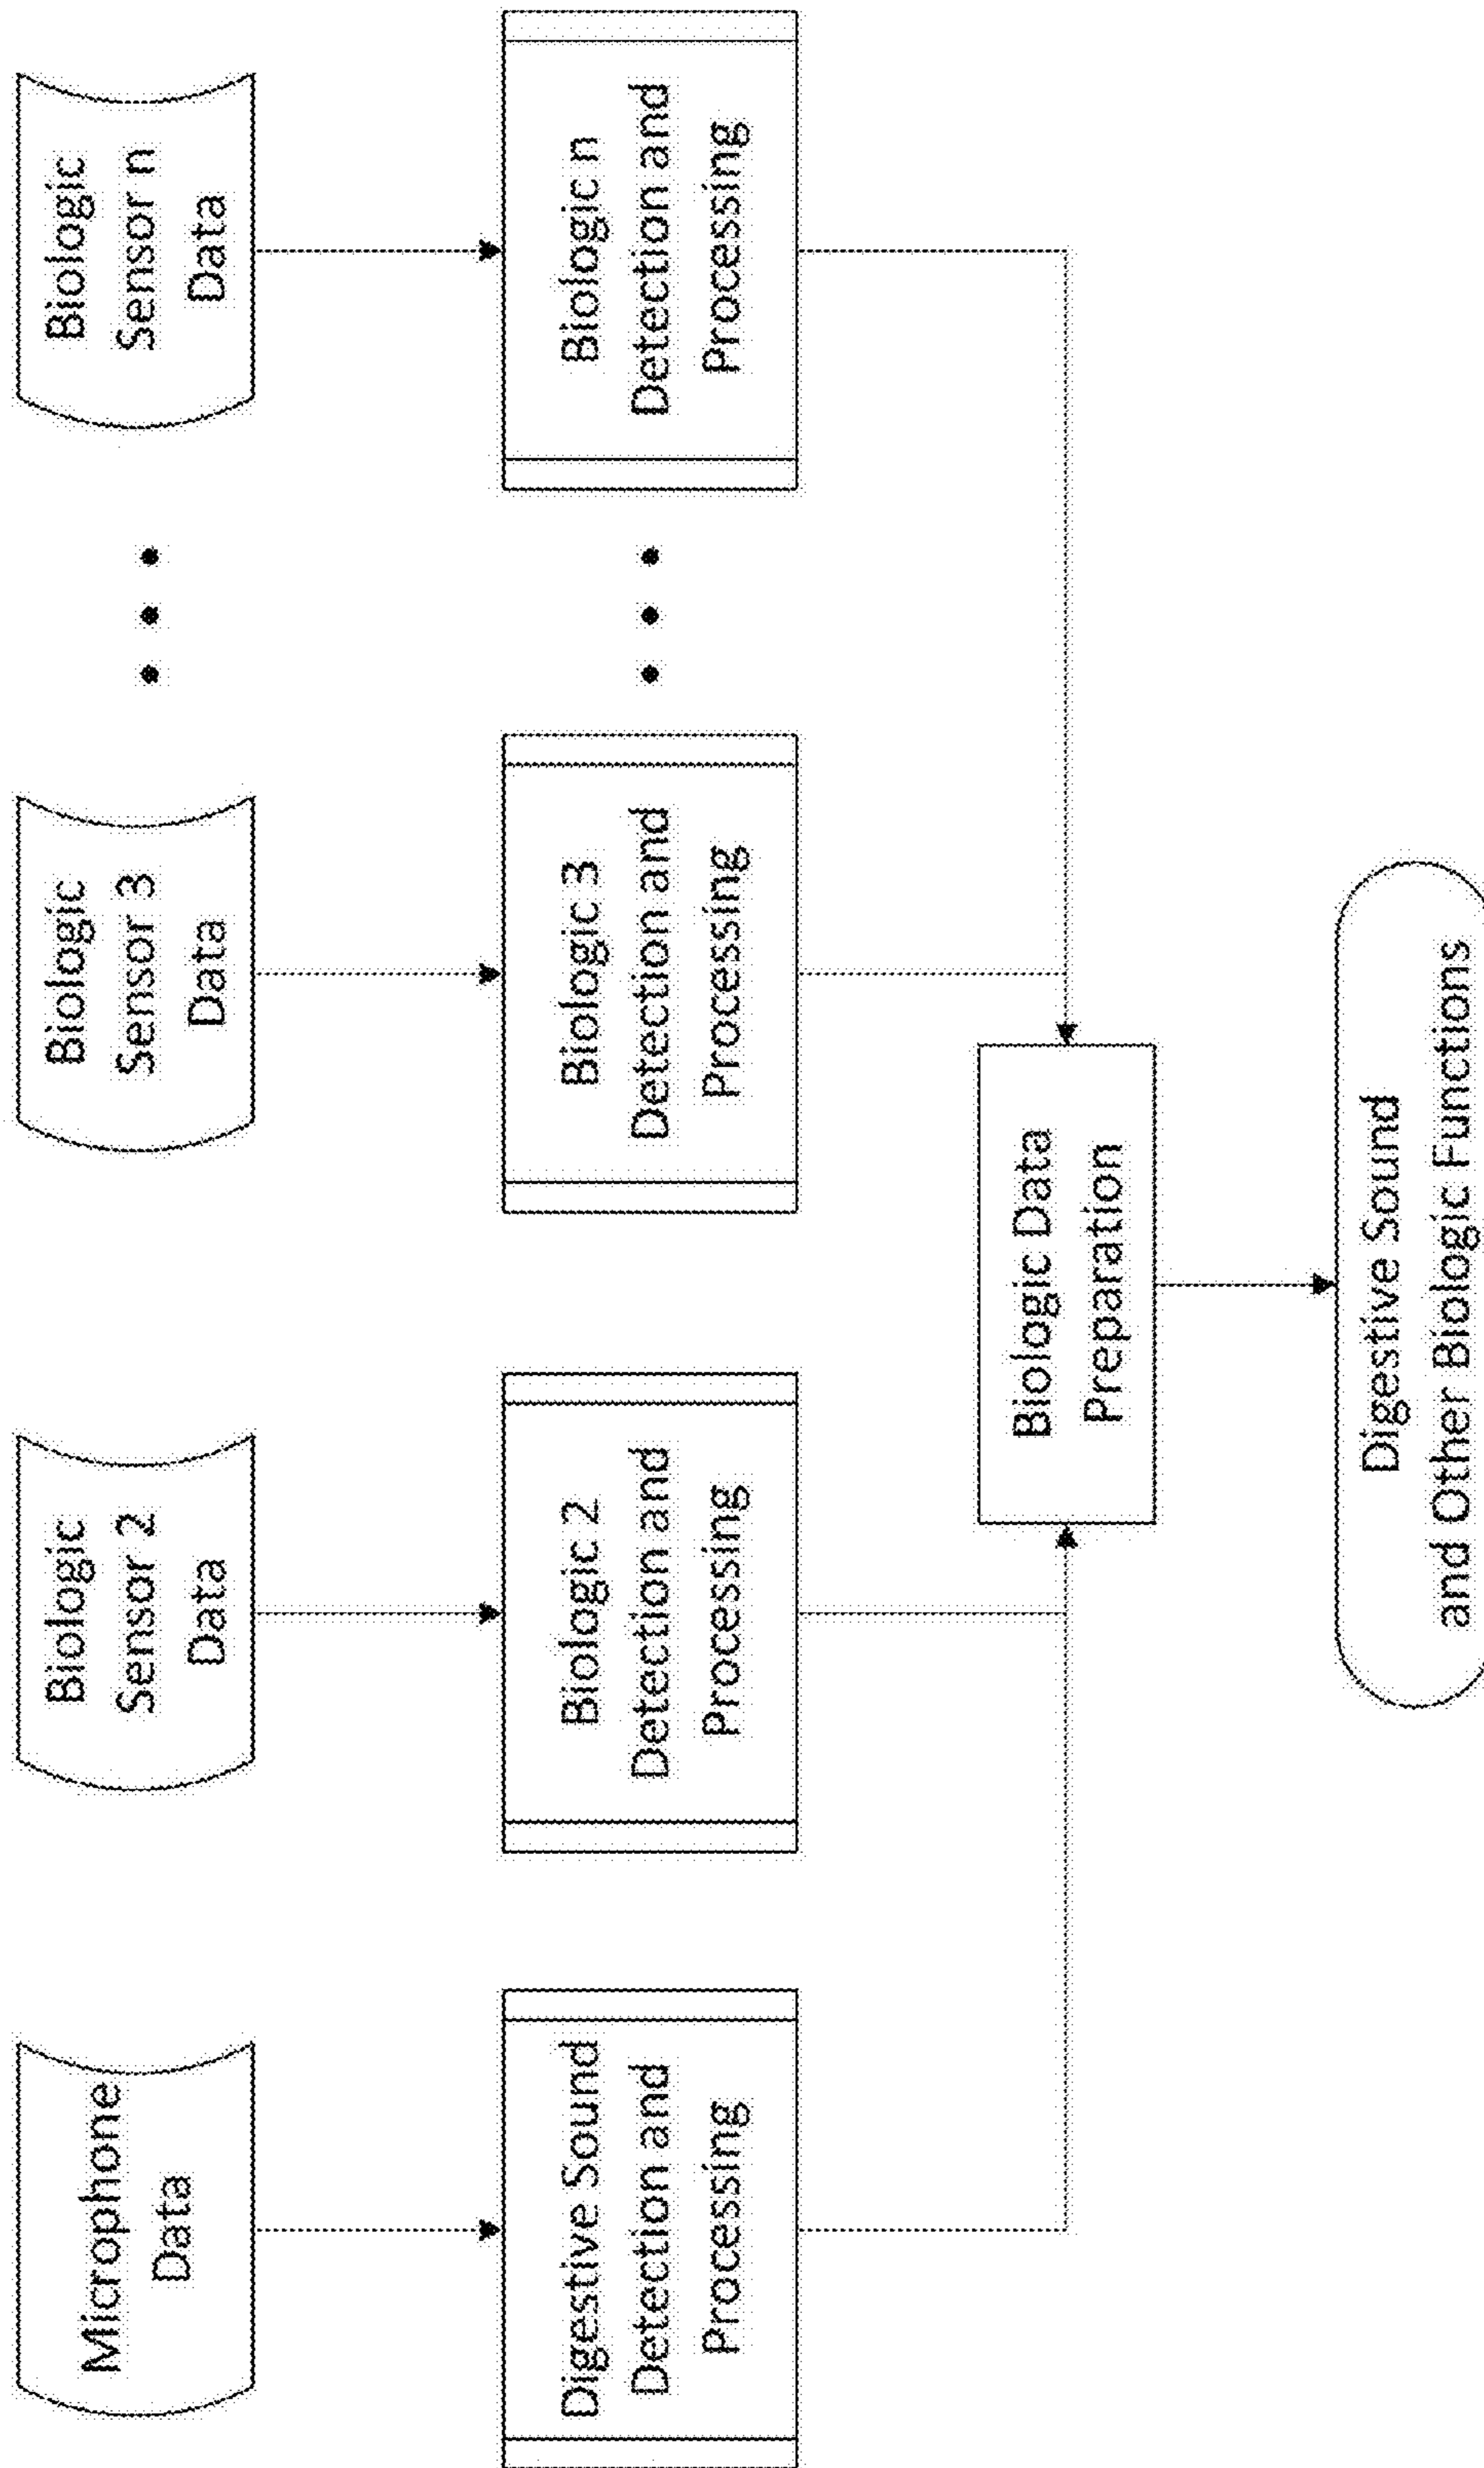 Microphone
Data
Biologic
Sensor 2
Data
Biologic
Sensor 3
Data
Biologic
Sensor n
Data
Digestive Sound
Detection and
Processing
Biologic 2
Detection and
Processing
Biologic 3
Detection and
Processing
Biologic n
Detection and
Processing
Biologic Data
Preparation
Digestive Sound
and Other Biologic Functions